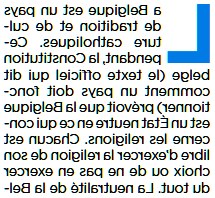 La Belgique est un pays
de tradition et de cul-
ture catholiques. Ce-
pendant, la Constitution
belge (le texte officiel qui dit
comment un pays doit fonc-
tionner) prévoit que la Belgique
est un État neutre en ce qui con-
cerne les religions. Chacun est
libre d'exercer la religion de son
choix ou de ne pas en exercer
du tout. La neutralité de la Bel-